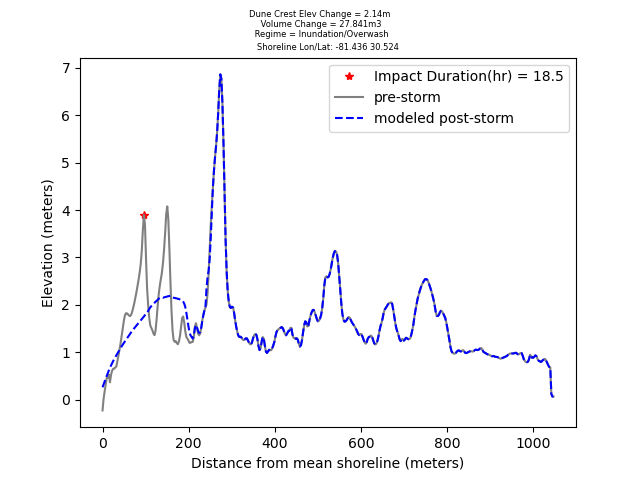 Dune Crest Elev Change = 2.14m
Volume Change = 27.841m3
Regime = Inundation/Overwash
Shoreline Lon/Lat: -81.436 30.524
Impact Duration(hr) = 18.5
pre-storm
modeled post-storm
7
6
5
4
3
2
1
0
Elevation (meters)
0 200 400 600 800 1000
Distance from mean shoreline (meters)